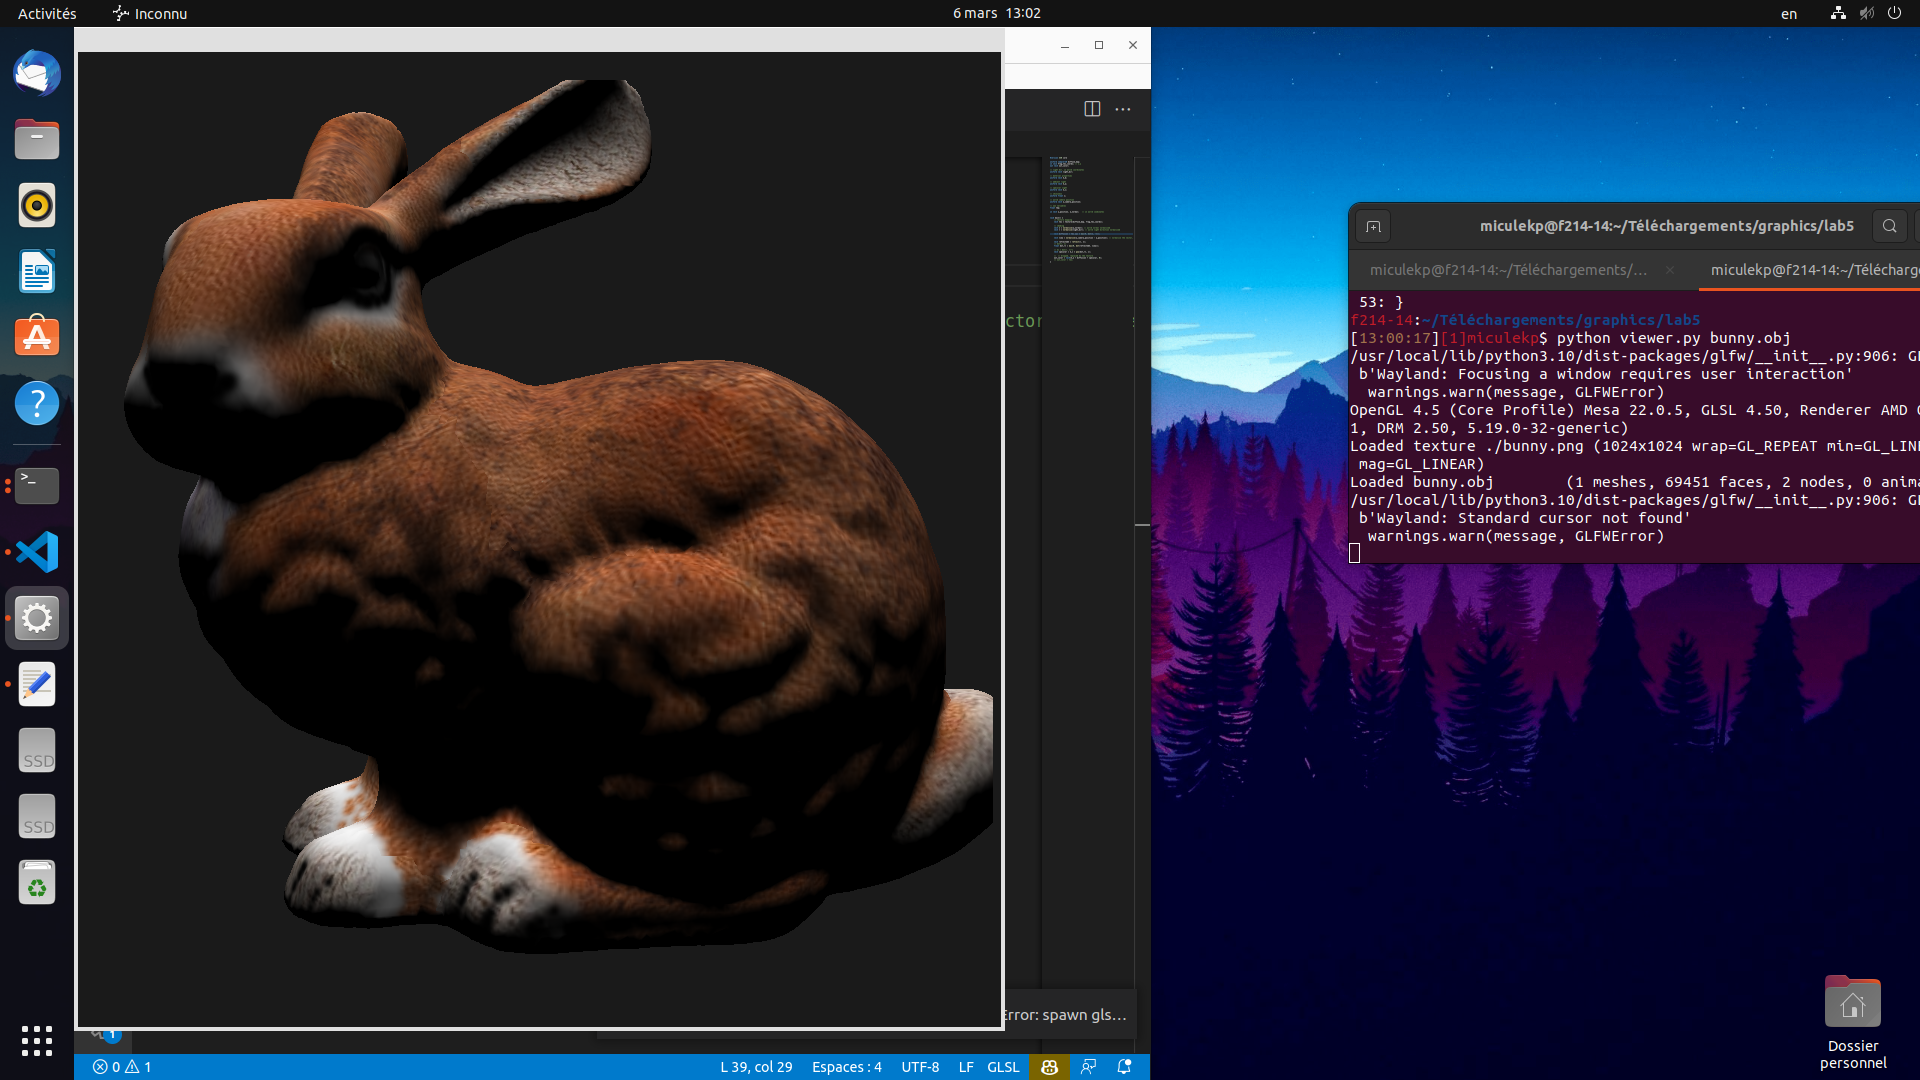 Activités
Inconnu
6 mars 13:02
en
ctor
Error: spawn gls...
1
0
1
L 39, col 29
Espaces : 4
UTF-8
LF
GLSL
SSD
SSD
miculekp@f214-14:~/Téléchargements/graphics/lab5
miculekp@f214-14:~/Téléchargements/...
miculekp@f214-14:~/Télécharge
53: }
f214-14:~/Téléchargements/graphics/lab5
[13:00:17][1]miculekp$ python viewer.py bunny.obj
/usr/local/lib/python3.10/dist-packages/glfw/__init__.py:906: GL
b'Wayland: Focusing a window requires user interaction'
warnings.warn(message, GLFWError)
OpenGL 4.5 (Core Profile) Mesa 22.0.5, GLSL 4.50, Renderer AMD
1, DRM 2.50, 5.19.0-32-generic)
Loaded texture ./bunny.png (1024x1024 wrap=GL_REPEAT min=GL_LINE
mag=GL_LINEAR)
Loaded bunny.obj (1 meshes, 69451 faces, 2 nodes, 0 anima
/usr/local/lib/python3.10/dist-packages/glfw/__init__.py:906: GL
b'Wayland: Standard cursor not found'
warnings.warn(message, GLFWError)
Dossier
personnel